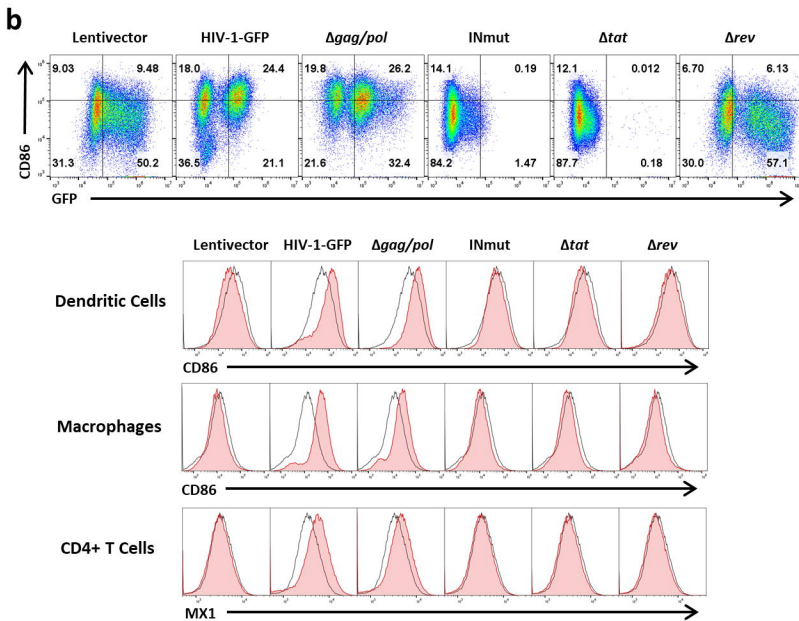 b
Lentivector HIV-1-GFP Δgag/pol INmut Δtat Δrev
9.03 9.48 18.0 24.4 19.8 26.2 14.1 0.19 12.1 0.012 6.70 6.13
CD86
31.3 50.2 36.5 21.1 21.6 32.4 84.2 1.47 87.7 0.18 30.0 57.1
GFP
Lentivector HIV-1-GFP Δgag/pol INmut Δtat Δrev
Dendritic Cells
CD86
Macrophages
CD86
CD4+ T Cells
MX1